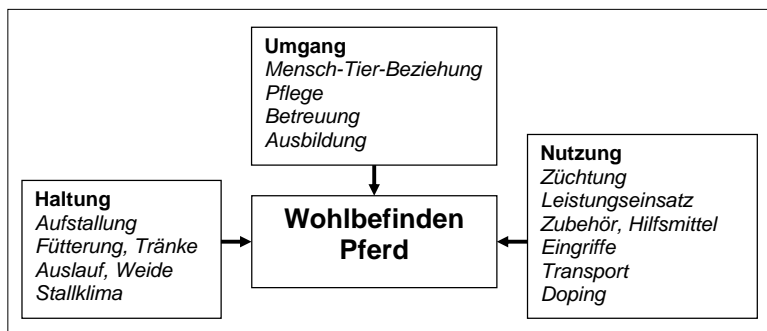 Umgang
Mensch-Tier-Beziehung
Pflege
Betreuung
Ausbildung
Haltung
Aufstallung
Fütterung, Tränke
Auslauf, Weide
Stallklima
Wohlbefinden
Pferd
Nutzung
Züchtung
Leistungseinsatz
Zubehör, Hilfsmittel
Eingriffe
Transport
Doping